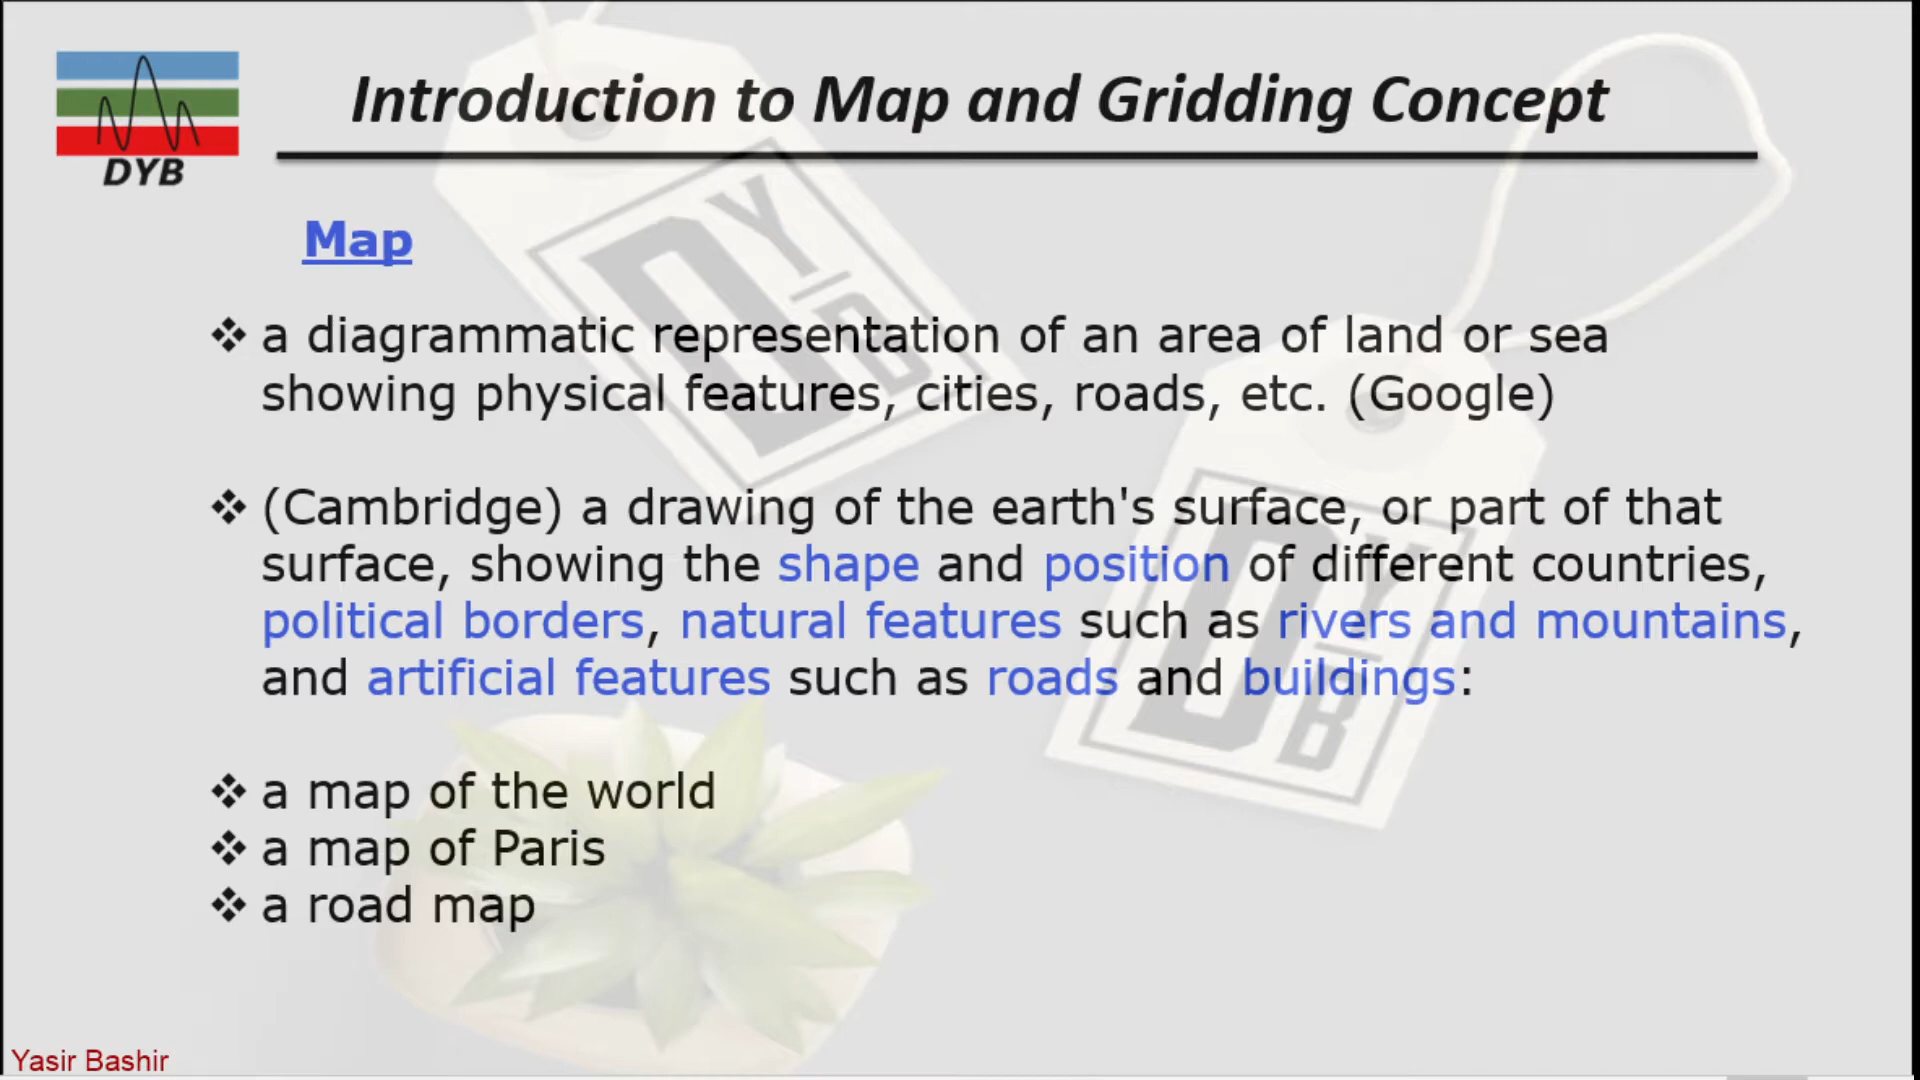 DYB
Introduction to Map and Gridding Concept
Map
❖ a diagrammatic representation of an area of land or sea
showing physical features, cities, roads, etc. (Google)
❖ (Cambridge) a drawing of the earth's surface, or part of that
surface, showing the shape and position of different countries,
political borders, natural features such as rivers and mountains,
and artificial features such as roads and buildings:
❖ a map of the world
❖ a map of Paris
❖ a road map
DYB
DYB
Yasir Bashir